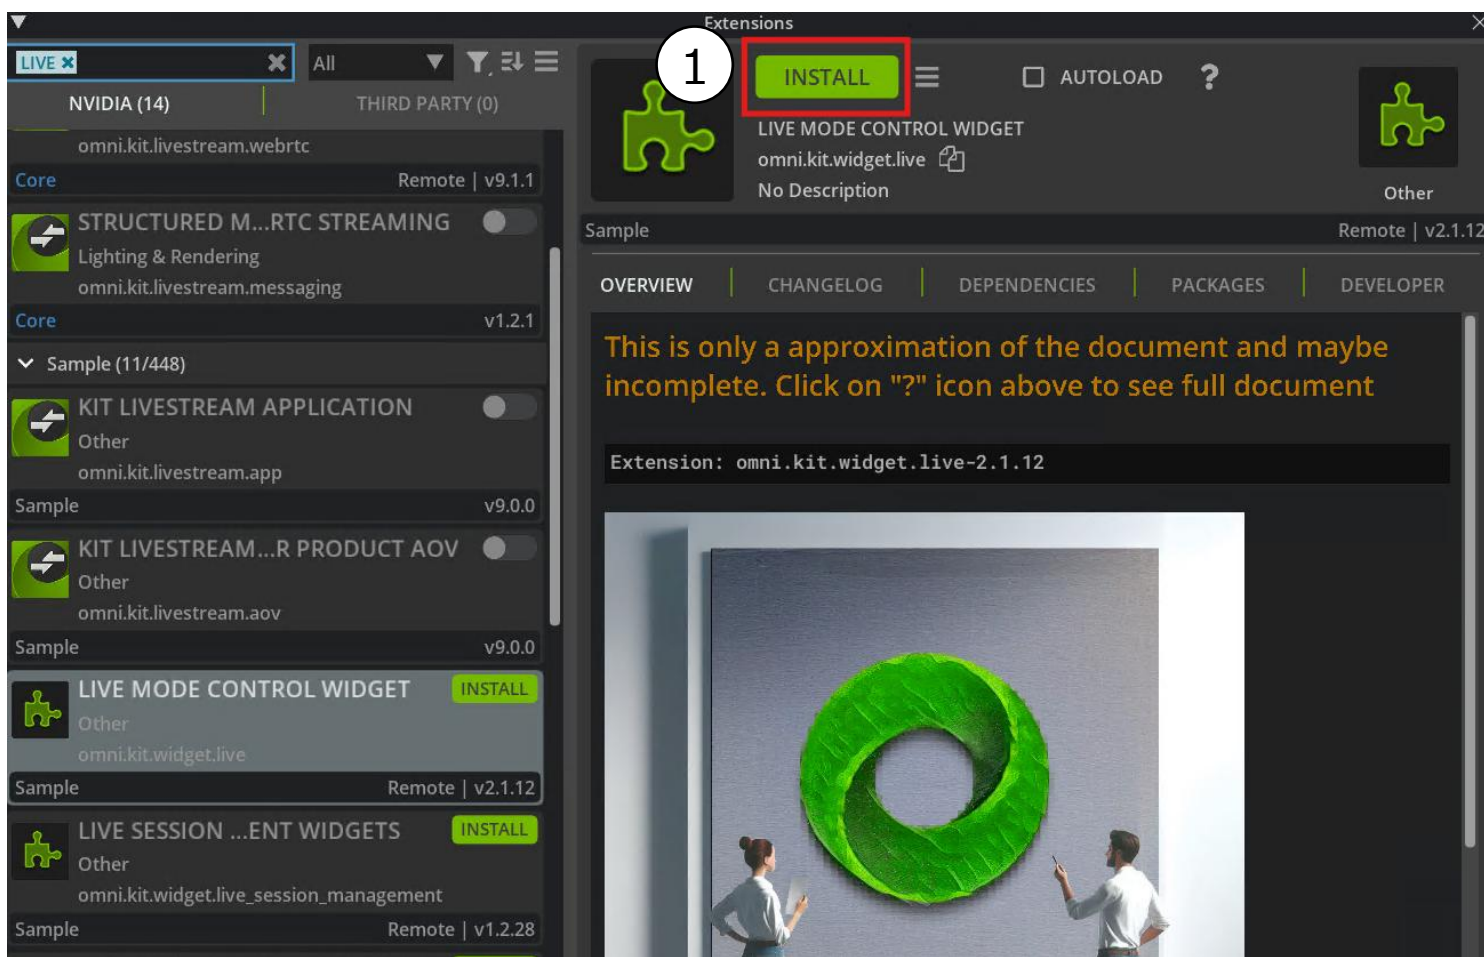 Extensions
LIVE
All
NVIDIA (14)
THIRD PARTY (0)
omni.kit.livestream.webrtc
Core
Remote | v9.1.1
STRUCTURED M...RTC STREAMING
Lighting & Rendering
omni.kit.livestream.messaging
Core
v1.2.1
Sample (11/448)
KIT LIVESTREAM APPLICATION
Other
omni.kit.livestream.app
Sample
v9.0.0
KIT LIVESTREAM...R PRODUCT AOV
Other
omni.kit.livestream.aov
Sample
v9.0.0
LIVE MODE CONTROL WIDGET
INSTALL
Other
omni.kit.widget.live
Sample
Remote | v2.1.12
LIVE SESSION ...ENT WIDGETS
INSTALL
Other
omni.kit.widget.live_session_management
Sample
Remote | v1.2.28
1
INSTALL
AUTOLOAD
?
LIVE MODE CONTROL WIDGET
omni.kit.widget.live
No Description
Other
Sample
Remote | v2.1.12
OVERVIEW
CHANGELOG
DEPENDENCIES
PACKAGES
DEVELOPER
This is only a approximation of the document and maybe
incomplete. Click on "?" icon above to see full document
Extension: omni.kit.widget.live-2.1.12